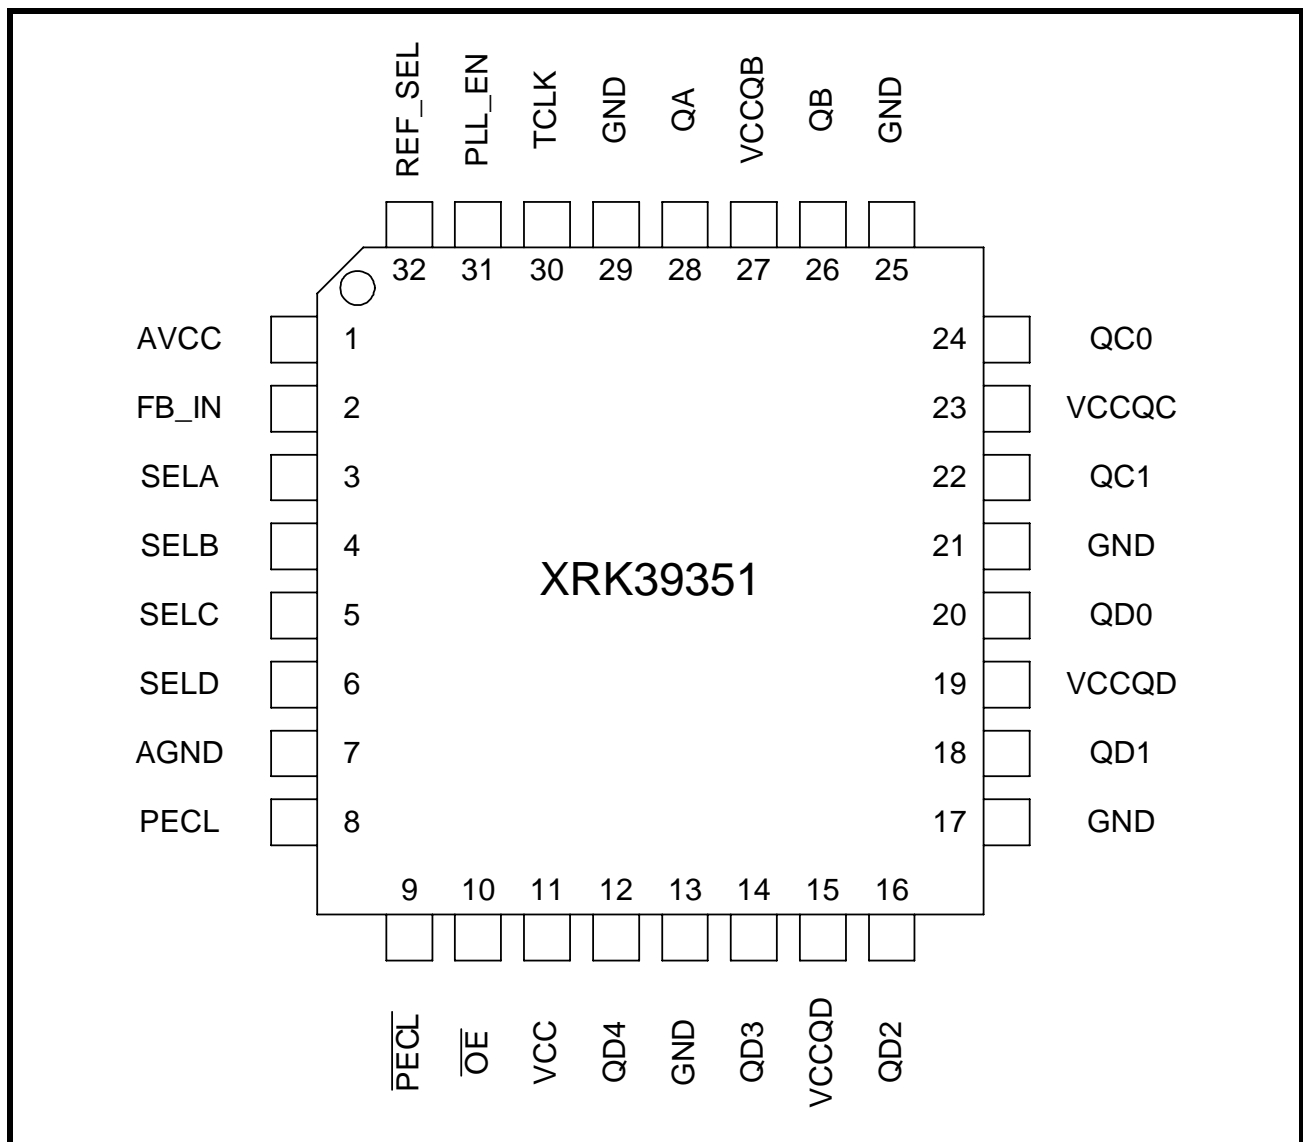 REF_SEL
PLL_EN
TCLK
GND
QA
VCCQB
QB
GND
32 31 30 29 28 27 26 25
AVCC 1 24 QC0
FB_IN 2 23 VCCQC
SELA 3 22 QC1
SELB 4 21 GND
XRK39351
SELC 5 20 QD0
SELD 6 19 VCCQD
AGND 7 18 QD1
PECL 8 17 GND
9 10 11 12 13 14 15 16
P̅E̅C̅L̅
O̅E̅
VCC
QD4
GND
QD3
VCCQD
QD2